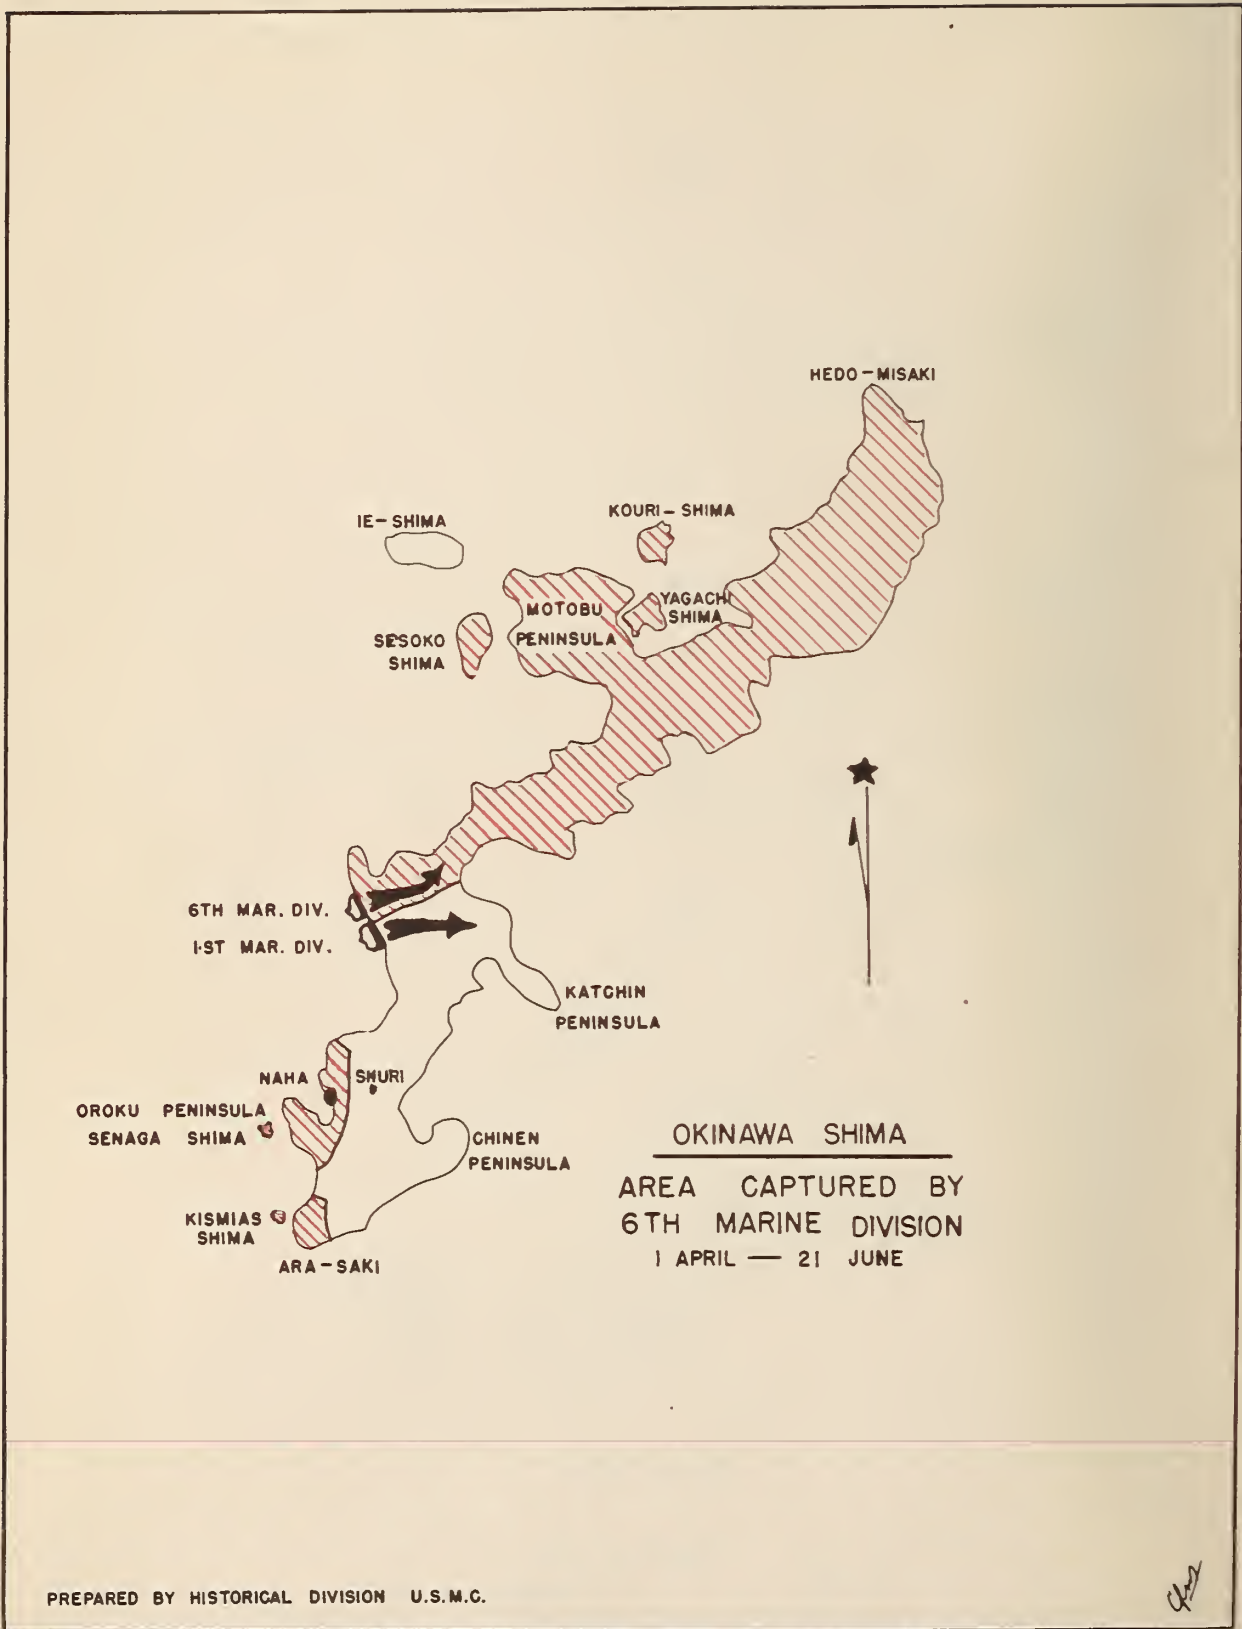 HEDO-MISAKI
IE-SHIMA
KOURI-SHIMA
MOTOBU
PENINSULA
YAGACHI
SHIMA
SESOKO
SHIMA
6TH MAR. DIV.
1ST MAR. DIV.
KATCHIN
PENINSULA
NAHA
SHURI
OROKU PENINSULA
SENAGA SHIMA
CHINEN
PENINSULA
KISMIAS
SHIMA
ARA-SAKI
OKINAWA SHIMA
AREA CAPTURED BY
6TH MARINE DIVISION
1 APRIL — 21 JUNE
PREPARED BY HISTORICAL DIVISION U.S.M.C.